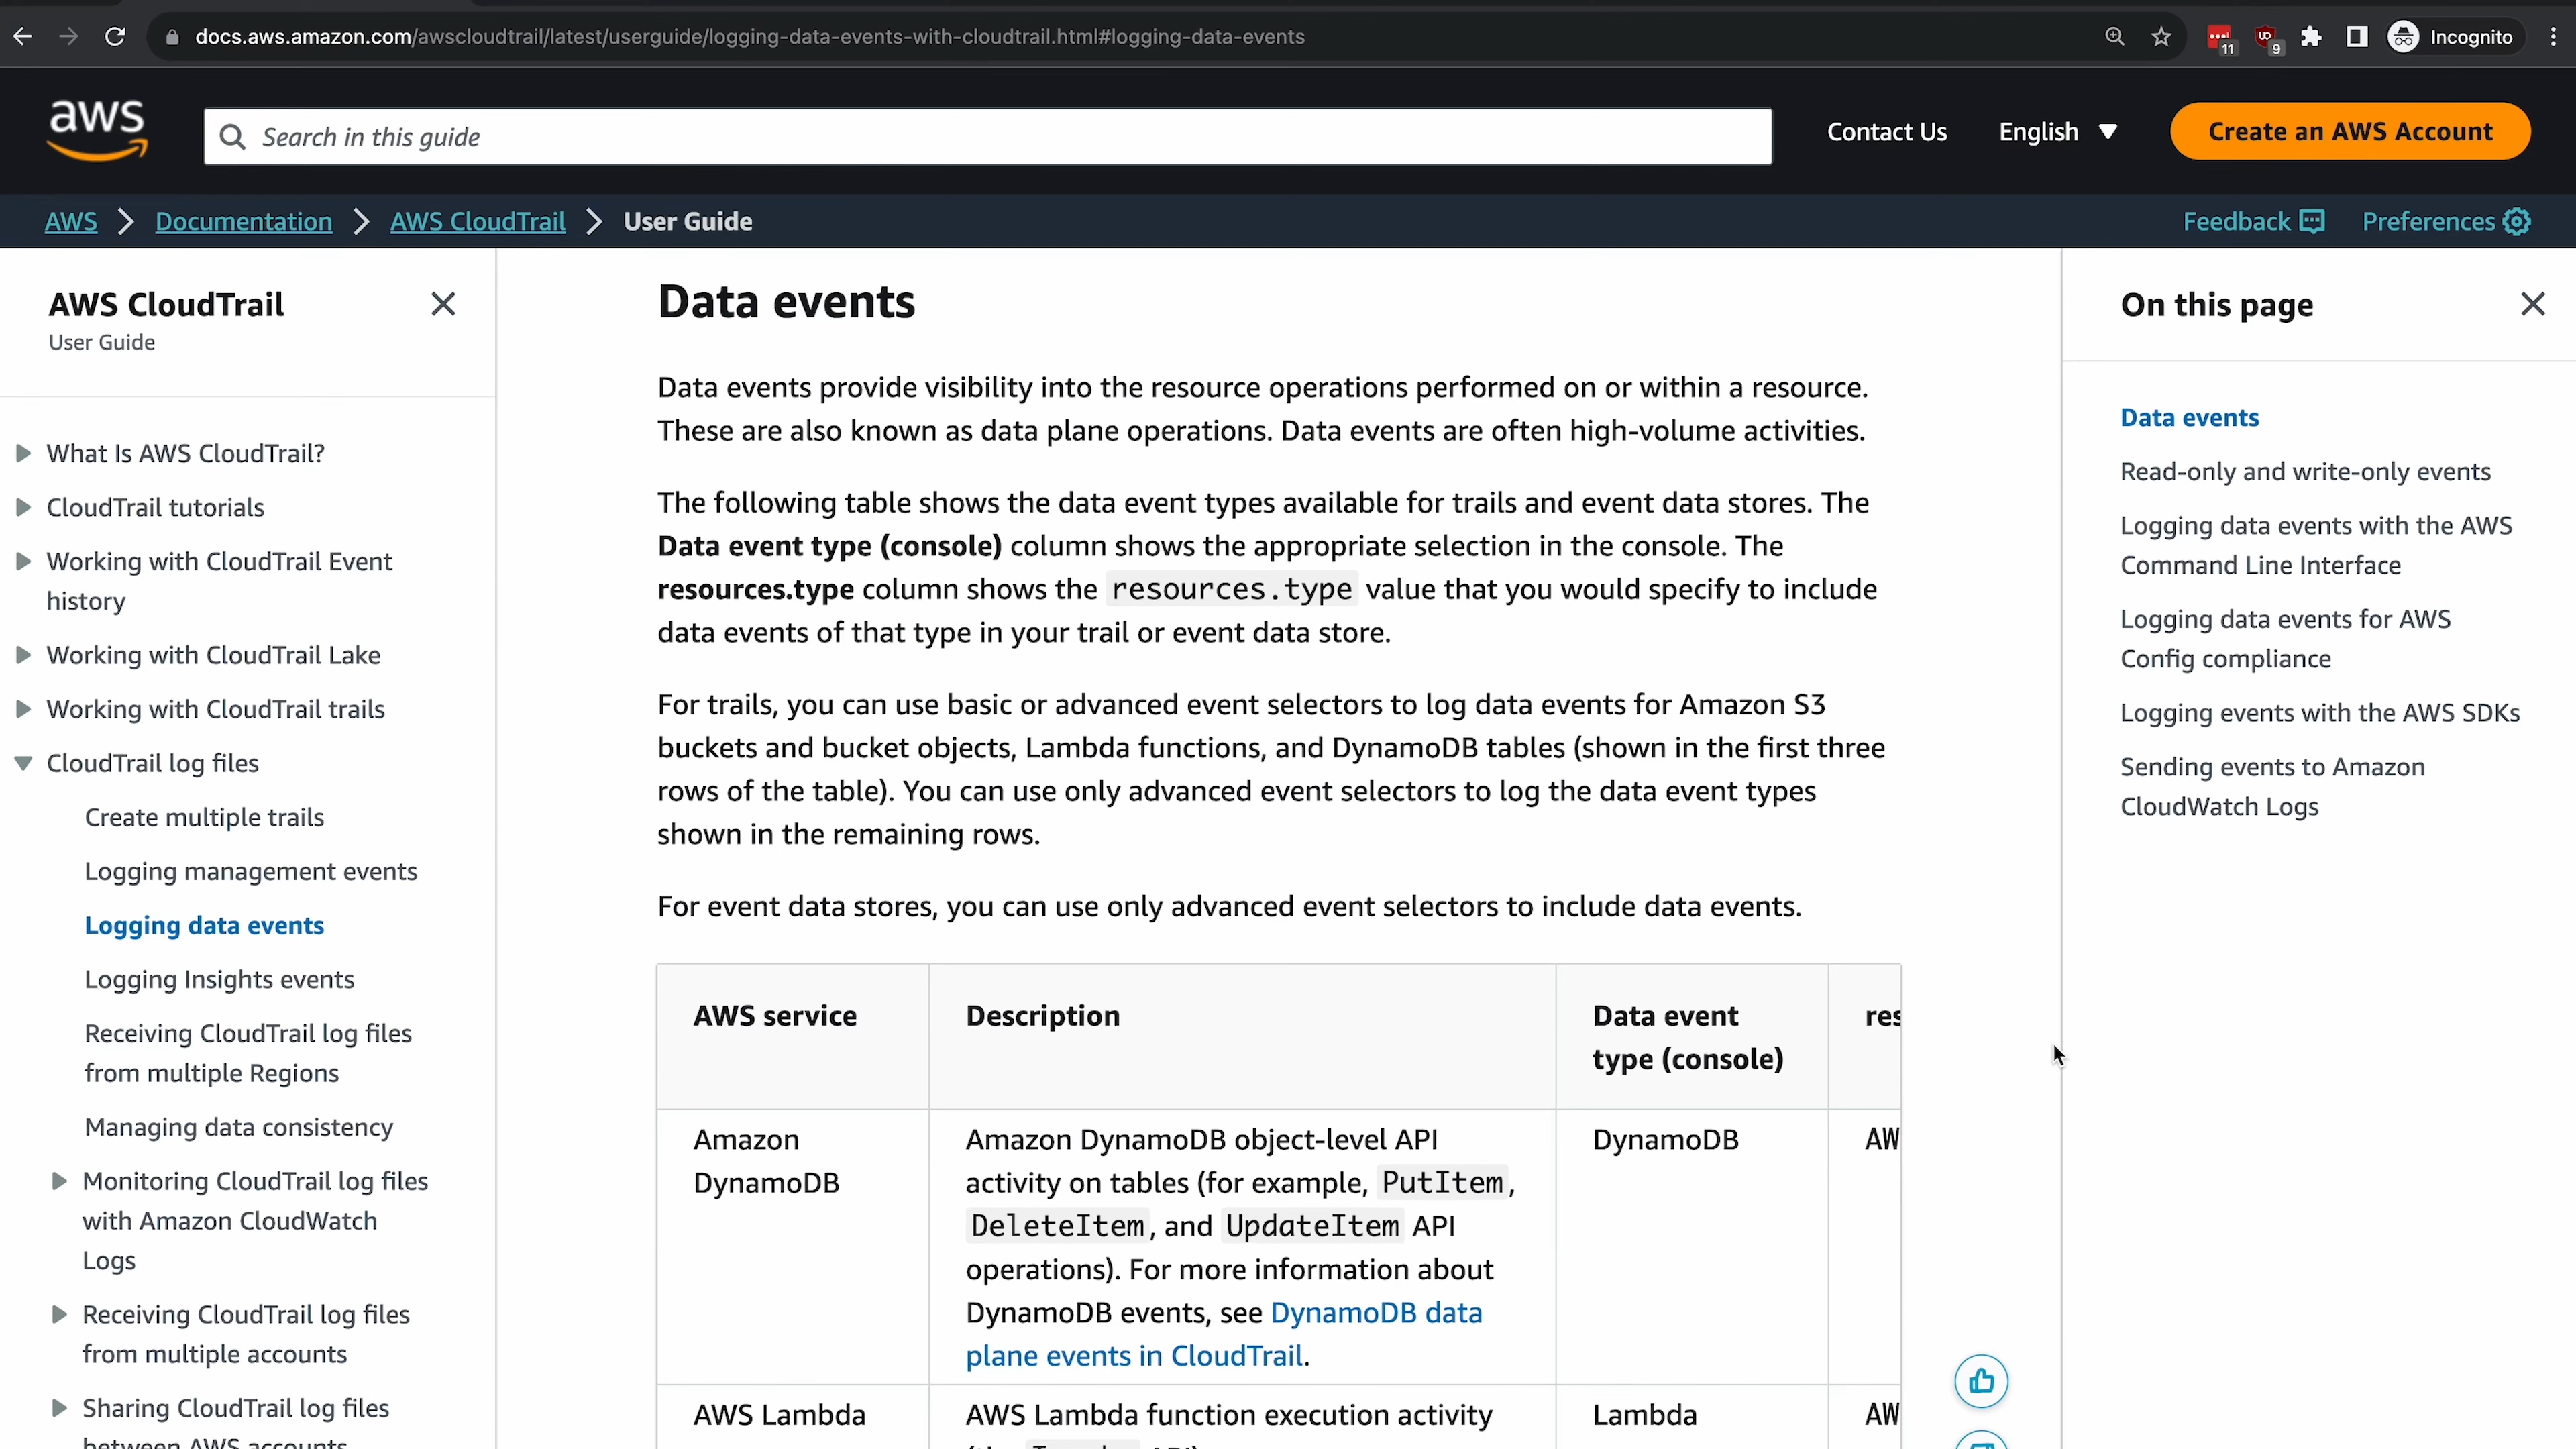 docs.aws.amazon.com/awscloudtrail/latest/userguide/logging-data-events-with-cloudtrail.html#logging-data-events
11
9
Incognito
aws
Search in this guide
Contact Us
English
Create an AWS Account
AWS
Documentation
AWS CloudTrail
User Guide
Feedback
Preferences
AWS CloudTrail
User Guide
What Is AWS CloudTrail?
CloudTrail tutorials
Working with CloudTrail Event
history
Working with CloudTrail Lake
Working with CloudTrail trails
CloudTrail log files
Create multiple trails
Logging management events
Logging data events
Logging Insights events
Receiving CloudTrail log files
from multiple Regions
Managing data consistency
Monitoring CloudTrail log files
with Amazon CloudWatch
Logs
Receiving CloudTrail log files
from multiple accounts
Sharing CloudTrail log files
between AWS accounts
Data events
Data events provide visibility into the resource operations performed on or within a resource.
These are also known as data plane operations. Data events are often high-volume activities.
The following table shows the data event types available for trails and event data stores. The
Data event type (console) column shows the appropriate selection in the console. The
resources.type column shows the resources.type value that you would specify to include
data events of that type in your trail or event data store.
For trails, you can use basic or advanced event selectors to log data events for Amazon S3
buckets and bucket objects, Lambda functions, and DynamoDB tables (shown in the first three
rows of the table). You can use only advanced event selectors to log the data event types
shown in the remaining rows.
For event data stores, you can use only advanced event selectors to include data events.
AWS service
Description
Data event
type (console)
res
Amazon
DynamoDB
Amazon DynamoDB object-level API
activity on tables (for example, PutItem,
DeleteItem, and UpdateItem API
operations). For more information about
DynamoDB events, see DynamoDB data
plane events in CloudTrail.
DynamoDB
AW
AWS Lambda
AWS Lambda function execution activity
Lambda
AW
On this page
Data events
Read-only and write-only events
Logging data events with the AWS
Command Line Interface
Logging data events for AWS
Config compliance
Logging events with the AWS SDKs
Sending events to Amazon
CloudWatch Logs